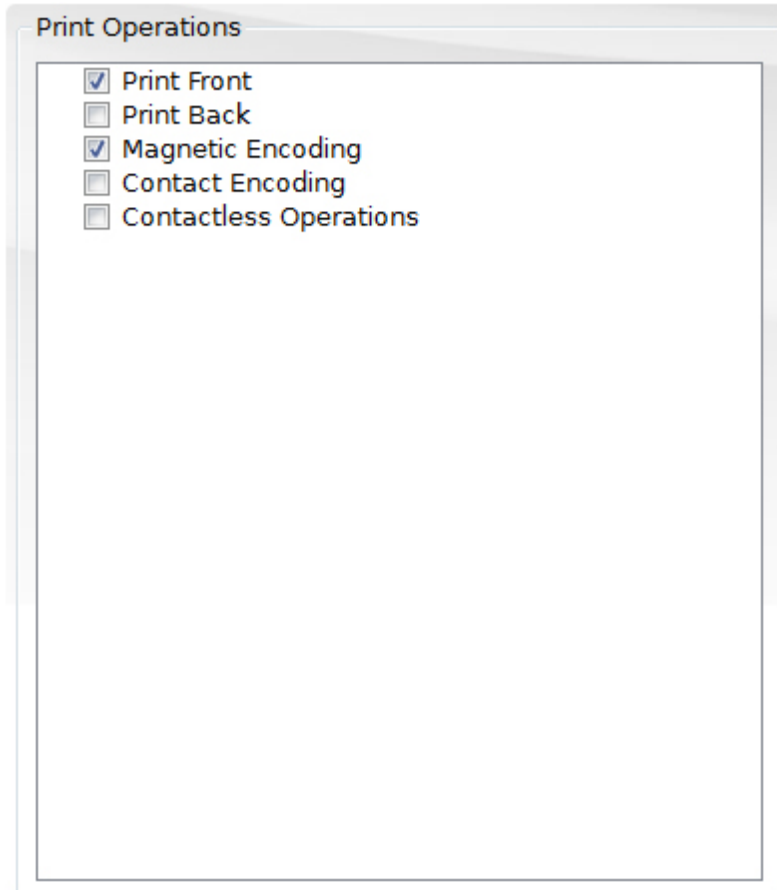 Print Operations
Print Front
Print Back
Magnetic Encoding
Contact Encoding
Contactless Operations